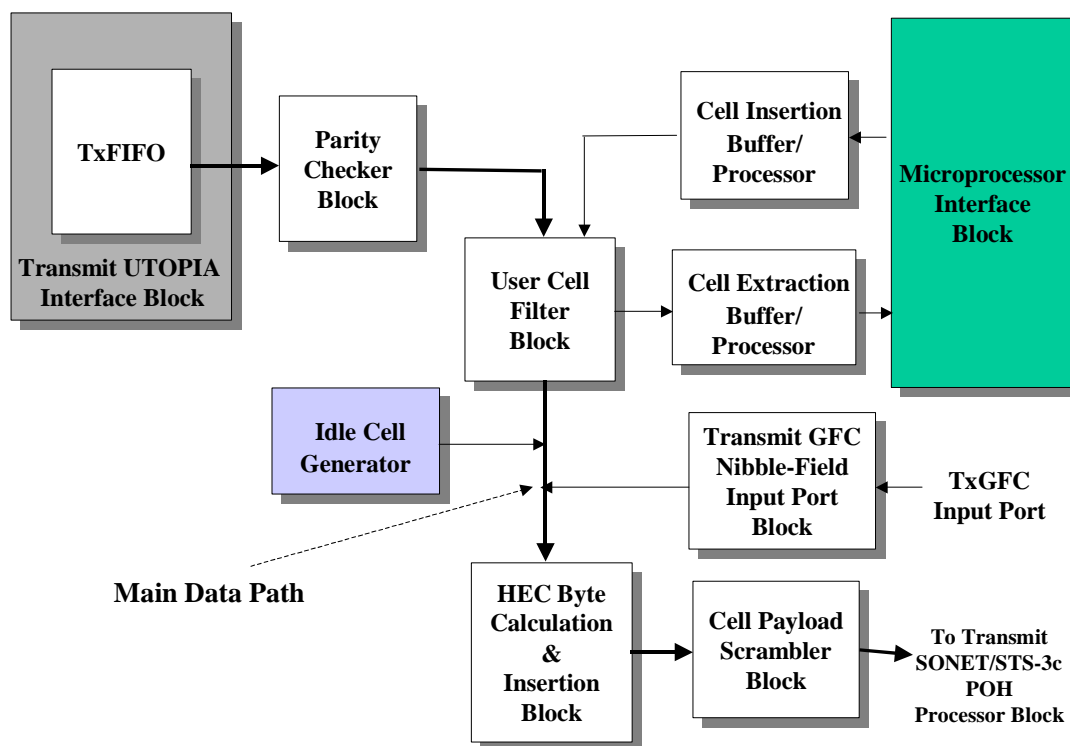 TxFIFO
Transmit UTOPIA
Interface Block
Parity
Checker
Block
Cell Insertion
Buffer/
Processor
Microprocessor
Interface
Block
User Cell
Filter
Block
Cell Extraction
Buffer/
Processor
Idle Cell
Generator
Transmit GFC
Nibble-Field
Input Port
Block
TxGFC
Input Port
Main Data Path
HEC Byte
Calculation
&
Insertion
Block
Cell Payload
Scrambler
Block
To Transmit
SONET/STS-3c
POH
Processor Block